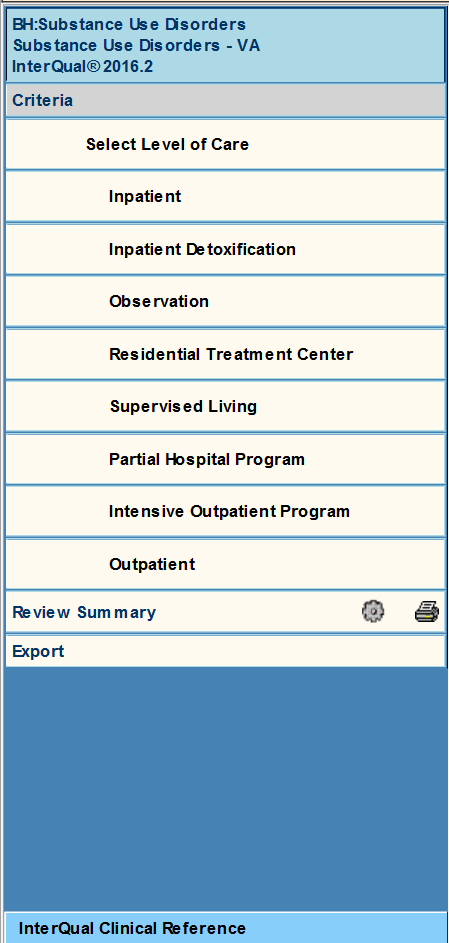 BH:Substance Use Disorders
Substance Use Disorders - VA
InterQual® 2016.2
Criteria
Select Level of Care
Inpatient
Inpatient Detoxification
Observation
Residential Treatment Center
Supervised Living
Partial Hospital Program
Intensive Outpatient Program
Outpatient
Review Summary
Export
InterQual Clinical Reference